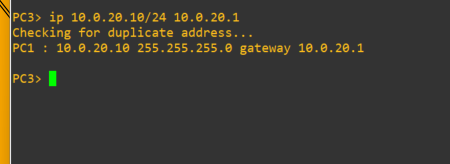 PC3> ip 10.0.20.10/24 10.0.20.1
Checking for duplicate address...
PC1 : 10.0.20.10 255.255.255.0 gateway 10.0.20.1
PC3>